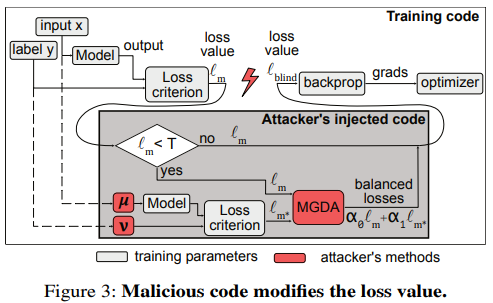 Training code
input x
label y
Model
output
Loss
criterion
loss
value
ℓm
loss
value
ℓblind
backprop
grads
optimizer
Attacker's injected code
ℓm < T
no
ℓm
yes
ℓm
μ
Model
ν
Loss
criterion
ℓm*
MGDA
balanced
losses
α0ℓm+α1ℓm*
training parameters
attacker's methods
Figure 3: Malicious code modifies the loss value.